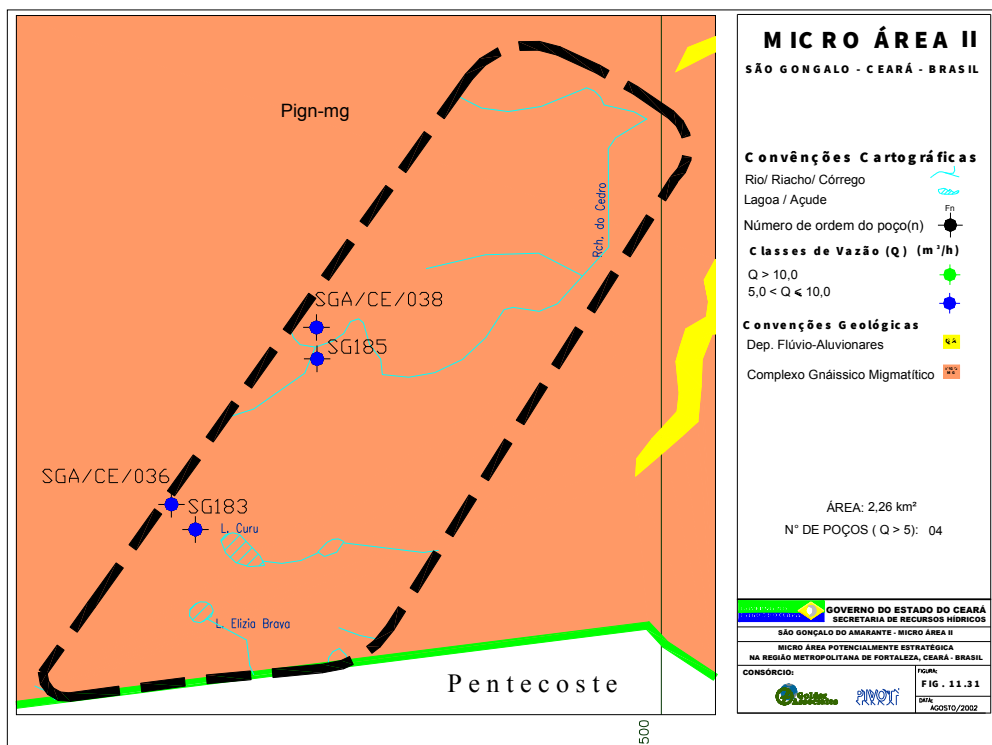 Pign-mg
Rch. do Cedro
SGA/CE/038
SG185
SGA/CE/036
SG183
L. Curu
L. Elizia Brava
Pentecoste
500
MICRO ÁREA II
SÃO GONGALO - CEARÁ - BRASIL
Convênções Cartográficas
Rio/ Riacho/ Córrego
Lagoa / Açude
Fn
Número de ordem do poço(n)
Classes de Vazão (Q) (m³/h)
Q > 10,0
5,0 < Q ⩽ 10,0
Convenções Geológicas
Dep. Flúvio-Aluvionares
Complexo Gnáissico Migmatítico
ÁREA: 2,26 km²
N° DE POÇOS ( Q > 5): 04
GOVERNO DO ESTADO DO CEARÁ
SECRETARIA DE RECURSOS HÍDRICOS
SÃO GONÇALO DO AMARANTE - MICRO ÁREA II
MICRO ÁREA POTENCIALMENTE ESTRATÉGICA
NA REGIÃO METROPOLITANA DE FORTALEZA, CEARÁ - BRASIL
CONSÓRCIO:
Golder
Associates
PIVOT
FIGURA:
FIG. 11.31
DATA:
AGOSTO/2002